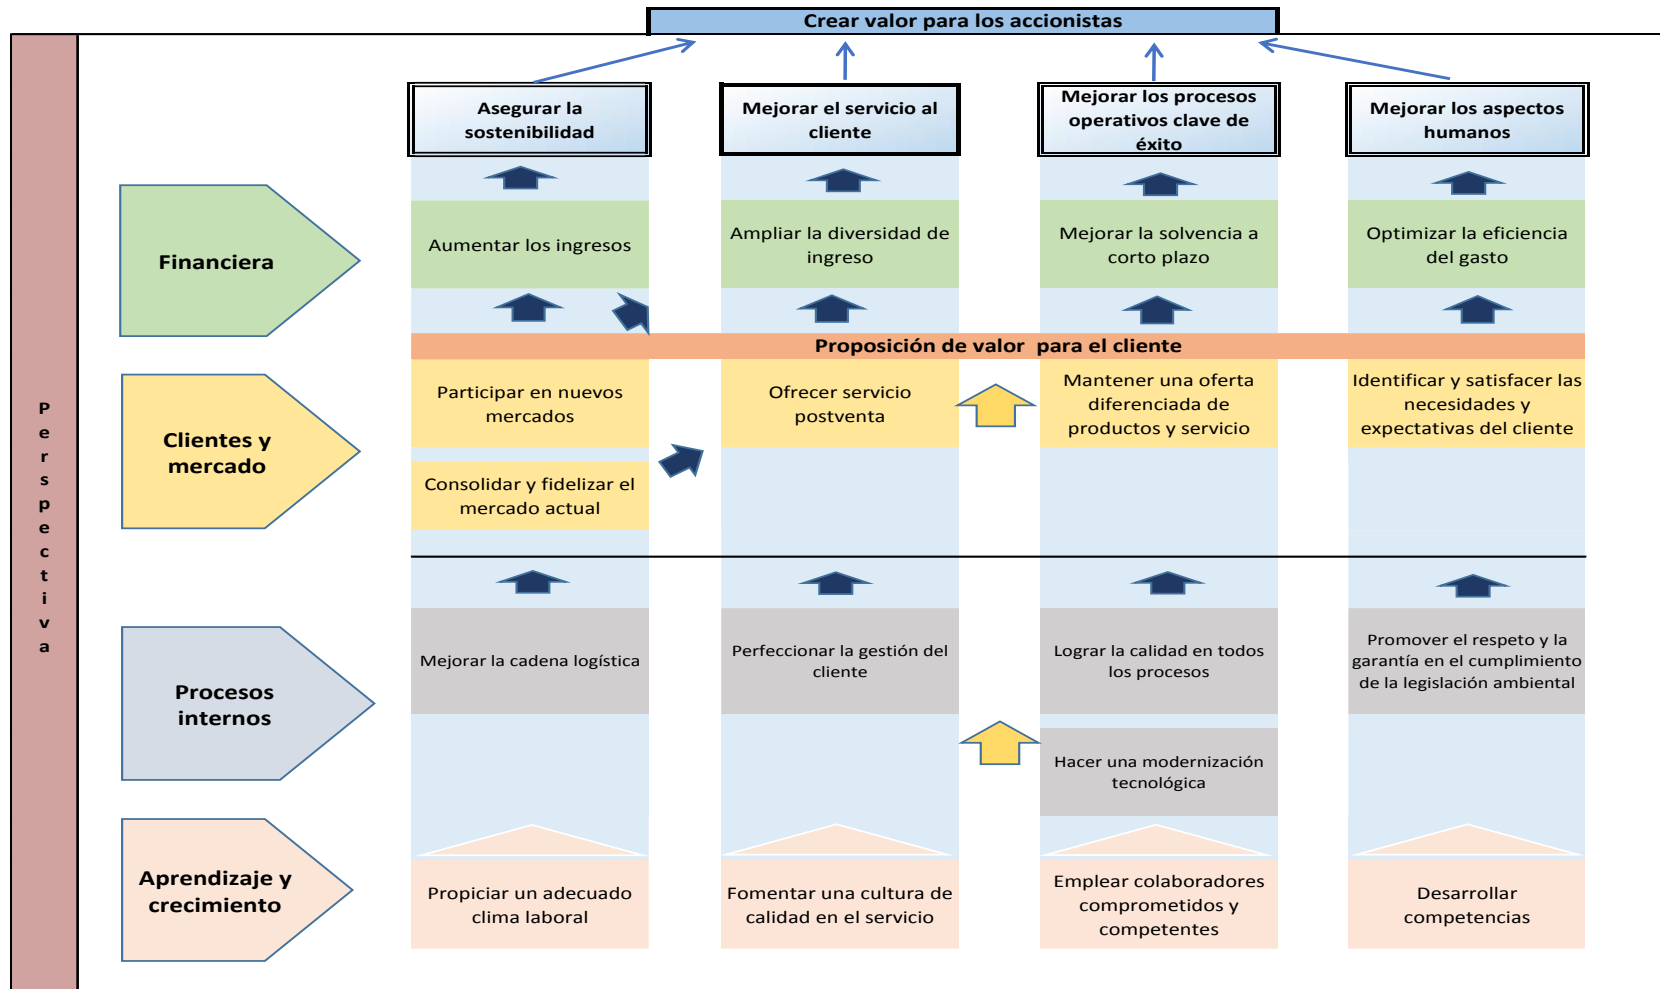 Crear valor para los accionistas
Asegurar la
sostenibilidad
Mejorar el servicio al
cliente
Mejorar los procesos
operativos clave de
éxito
Mejorar los aspectos
humanos
Perspectiva
Financiera
Aumentar los ingresos
Ampliar la diversidad de
ingreso
Mejorar la solvencia a
corto plazo
Optimizar la eficiencia
del gasto
Proposición de valor para el cliente
Clientes y
mercado
Participar en nuevos
mercados
Ofrecer servicio
postventa
Mantener una oferta
diferenciada de
productos y servicio
Identificar y satisfacer las
necesidades y
expectativas del cliente
Consolidar y fidelizar el
mercado actual
Procesos
internos
Mejorar la cadena logística
Perfeccionar la gestión del
cliente
Lograr la calidad en todos
los procesos
Promover el respeto y la
garantía en el cumplimiento
de la legislación ambiental
Hacer una modernización
tecnológica
Aprendizaje y
crecimiento
Propiciar un adecuado
clima laboral
Fomentar una cultura de
calidad en el servicio
Emplear colaboradores
comprometidos y
competentes
Desarrollar
competencias